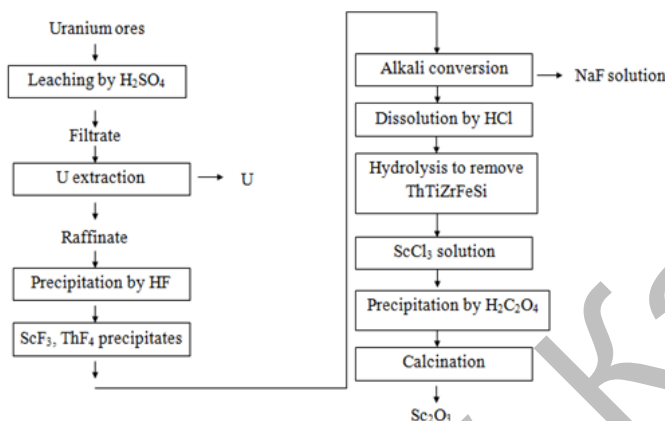 Uranium ores
Leaching by H₂SO₄
Filtrate
U extraction
U
Raffinate
Precipitation by HF
ScF₃, ThF₄ precipitates
Alkali conversion
NaF solution
Dissolution by HCl
Hydrolysis to remove
ThTiZrFeSi
ScCl₃ solution
Precipitation by H₂C₂O₄
Calcination
Sc₂O₃